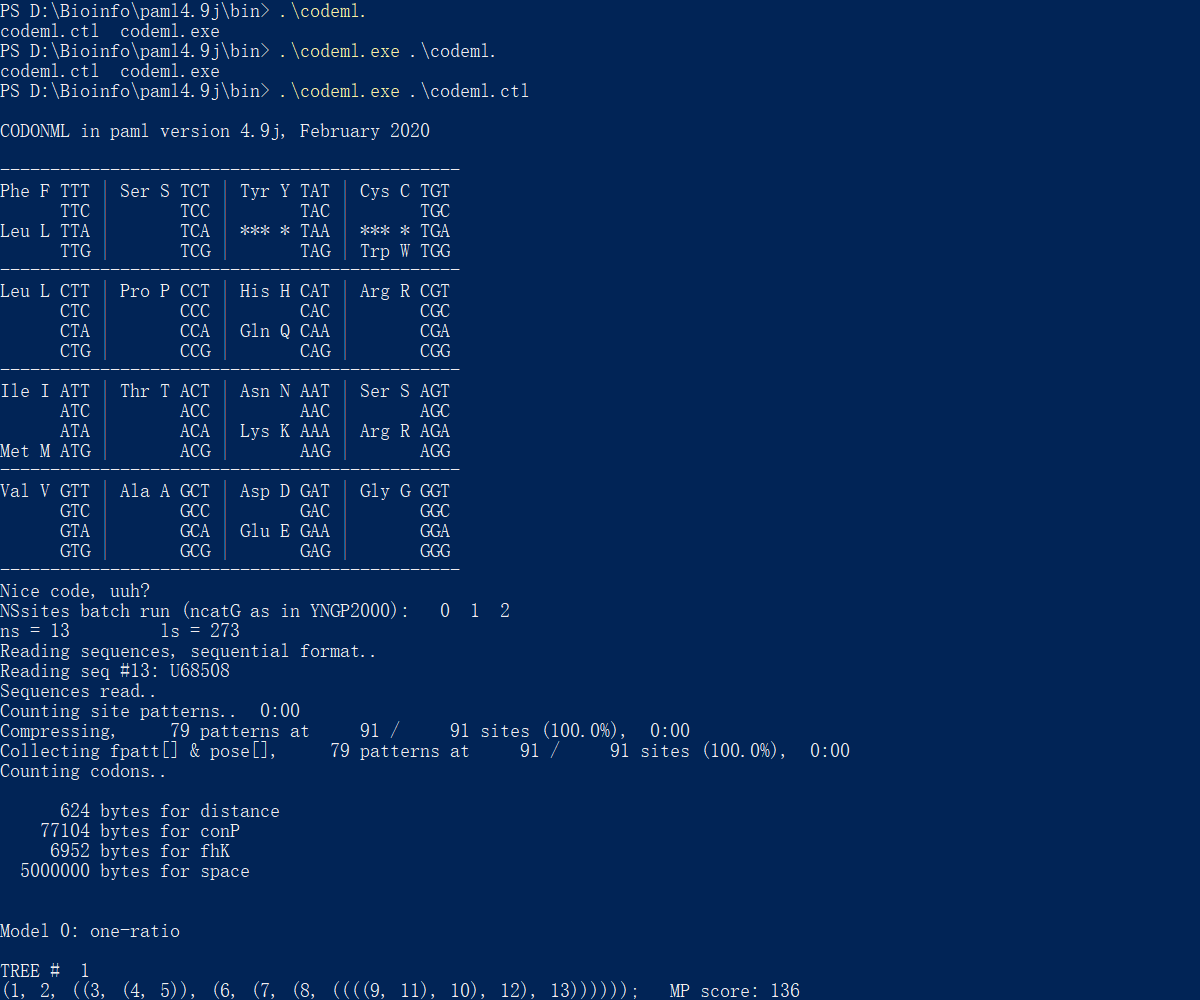 PS D:\Bioinfo\paml4.9j\bin> .\codeml.
codeml.ctl  codeml.exe
PS D:\Bioinfo\paml4.9j\bin> .\codeml.exe .\codeml.
codeml.ctl  codeml.exe
PS D:\Bioinfo\paml4.9j\bin> .\codeml.exe .\codeml.ctl

CODONML in paml version 4.9j, February 2020

----------------------------------------------
Phe F TTT | Ser S TCT | Tyr Y TAT | Cys C TGT
      TTC |       TCC |       TAC |       TGC
Leu L TTA |       TCA | *** * TAA | *** * TGA
      TTG |       TCG |       TAG | Trp W TGG
----------------------------------------------
Leu L CTT | Pro P CCT | His H CAT | Arg R CGT
      CTC |       CCC |       CAC |       CGC
      CTA |       CCA | Gln Q CAA |       CGA
      CTG |       CCG |       CAG |       CGG
----------------------------------------------
Ile I ATT | Thr T ACT | Asn N AAT | Ser S AGT
      ATC |       ACC |       AAC |       AGC
      ATA |       ACA | Lys K AAA | Arg R AGA
Met M ATG |       ACG |       AAG |       AGG
----------------------------------------------
Val V GTT | Ala A GCT | Asp D GAT | Gly G GGT
      GTC |       GCC |       GAC |       GGC
      GTA |       GCA | Glu E GAA |       GGA
      GTG |       GCG |       GAG |       GGG
----------------------------------------------
Nice code, uuh?
NSsites batch run (ncatG as in YNGP2000):   0  1  2
ns = 13         ls = 273
Reading sequences, sequential format..
Reading seq #13: U68508
Sequences read..
Counting site patterns..  0:00
Compressing,     79 patterns at     91 /     91 sites (100.0%),  0:00
Collecting fpatt[] & pose[],     79 patterns at     91 /     91 sites (100.0%),  0:00
Counting codons..

      624 bytes for distance
    77104 bytes for conP
     6952 bytes for fhK
  5000000 bytes for space


Model 0: one-ratio

TREE #  1
(1, 2, ((3, (4, 5)), (6, (7, (8, ((((9, 11), 10), 12), 13))))));   MP score: 136